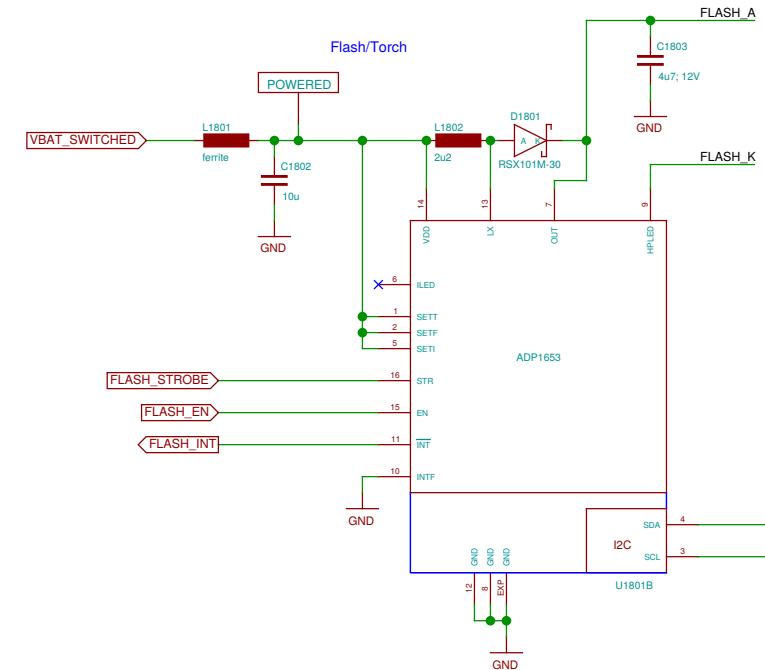 FLASH_A
Flash/Torch
C1803
4u7; 12V
GND
POWERED
D1801
L1801
L1802
VBAT_SWITCHED
A K
ferrite
2u2
RSX101M-30
FLASH_K
C1802
10u
GND
14
13
7
9
VDD
LX
OUT
HPLED
6
ILED
1
SETT
2
SETF
5
SETI
ADP1653
FLASH_STROBE
16
STR
FLASH_EN
15
EN
FLASH_INT
11
INT
10
INTF
GND
SDA
4
I2C
SCL
3
GND
GND
GND
12
8
EXP
U1801B
GND